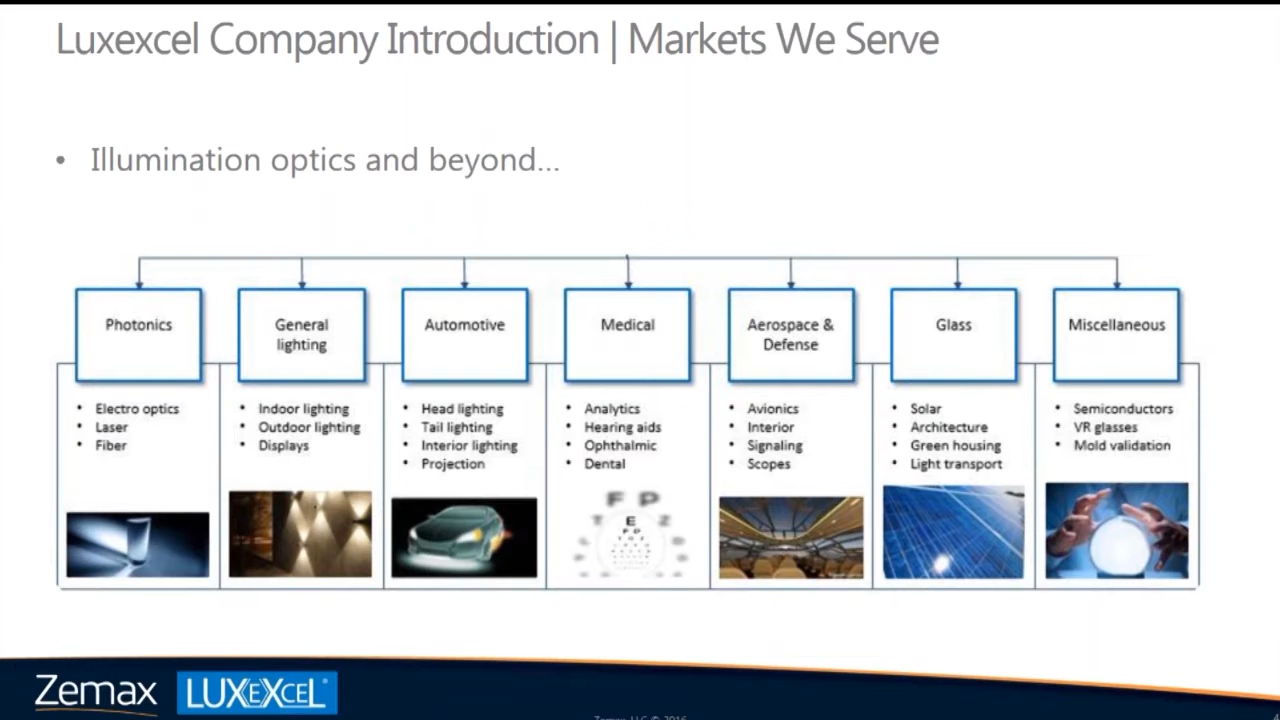 Luxexcel Company Introduction | Markets We Serve
• Illumination optics and beyond...
Photonics
• Electro optics
• Laser
• Fiber
General
lighting
• Indoor lighting
• Outdoor lighting
• Displays
Automotive
• Head lighting
• Tail lighting
• Interior lighting
• Projection
Medical
• Analytics
• Hearing aids
• Ophthalmic
• Dental
F P
E
F P
Aerospace &
Defense
• Avionics
• Interior
• Signaling
• Scopes
Glass
• Solar
• Architecture
• Green housing
• Light transport
Miscellaneous
• Semiconductors
• VR glasses
• Mold validation
Zemax
LUXEXCEL®
Zemax, LLC © 2016